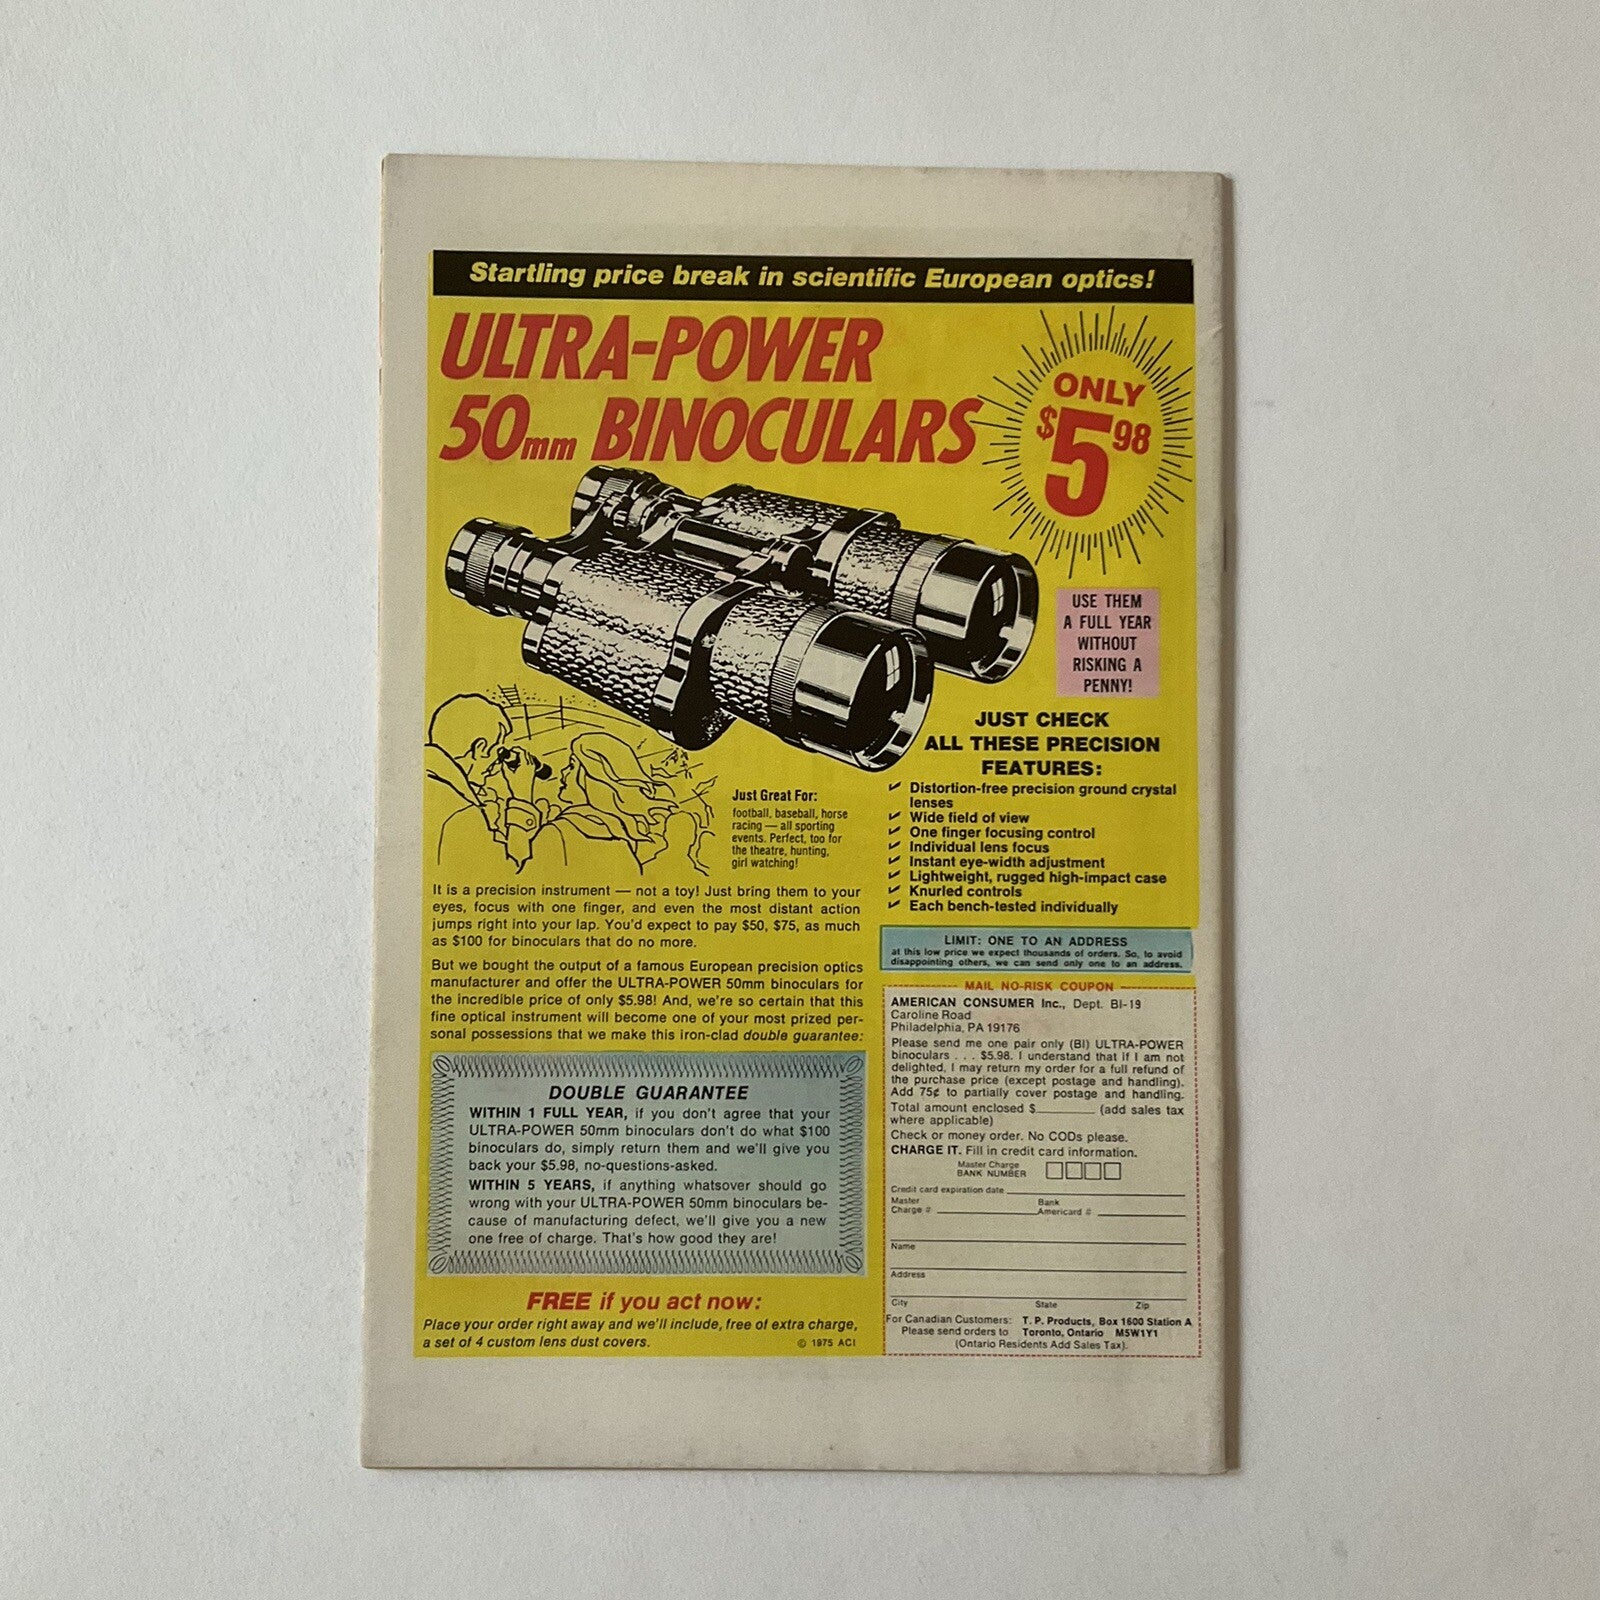 Startling price break in scientific European optics!
ULTRA-POWER
50mm BINOCULARS
ONLY
$5 98
USE THEM
A FULL YEAR
WITHOUT
RISKING A
PENNY!
JUST CHECK
ALL THESE PRECISION
FEATURES:
✓ Distortion-free precision ground crystal
lenses
✓ Wide field of view
✓ One finger focusing control
✓ Individual lens focus
✓ Instant eye-width adjustment
✓ Lightweight, rugged high-impact case
✓ Knurled controls
✓ Each bench-tested individually
Just Great For:
football, baseball, horse
racing — all sporting
events. Perfect, too for
the theatre, hunting,
girl watching!
It is a precision instrument — not a toy! Just bring them to your
eyes, focus with one finger, and even the most distant action
jumps right into your lap. You'd expect to pay $50, $75, as much
as $100 for binoculars that do no more.
But we bought the output of a famous European precision optics
manufacturer and offer the ULTRA-POWER 50mm binoculars for
the incredible price of only $5.98! And, we're so certain that this
fine optical instrument will become one of your most prized per-
sonal possessions that we make this iron-clad double guarantee:
DOUBLE GUARANTEE
WITHIN 1 FULL YEAR, if you don't agree that your
ULTRA-POWER 50mm binoculars don't do what $100
binoculars do, simply return them and we'll give you
back your $5.98, no-questions-asked.
WITHIN 5 YEARS, if anything whatsoever should go
wrong with your ULTRA-POWER 50mm binoculars be-
cause of manufacturing defect, we'll give you a new
one free of charge. That's how good they are!
FREE if you act now:
Place your order right away and we'll include, free of extra charge,
a set of 4 custom lens dust covers.
© 1975 ACI
LIMIT: ONE TO AN ADDRESS
at this low price we expect thousands of orders. So, to avoid
disappointing others, we can send only one to an address.
MAIL NO-RISK COUPON
AMERICAN CONSUMER Inc., Dept. BI-19
Caroline Road
Philadelphia, PA 19176
Please send me one pair only (BI) ULTRA-POWER
binoculars . . . $5.98. I understand that if I am not
delighted, I may return my order for a full refund of
the purchase price (except postage and handling).
Add 75¢ to partially cover postage and handling.
Total amount enclosed $________ (add sales tax
where applicable)
Check or money order. No CODs please.
CHARGE IT. Fill in credit card information.
Master Charge
BANK NUMBER
Credit card expiration date
Master Bank
Charge # Americard #
Name
Address
City State Zip
For Canadian Customers: T. P. Products, Box 1600 Station A
Please send orders to Toronto, Ontario M5W1Y1
(Ontario Residents Add Sales Tax).